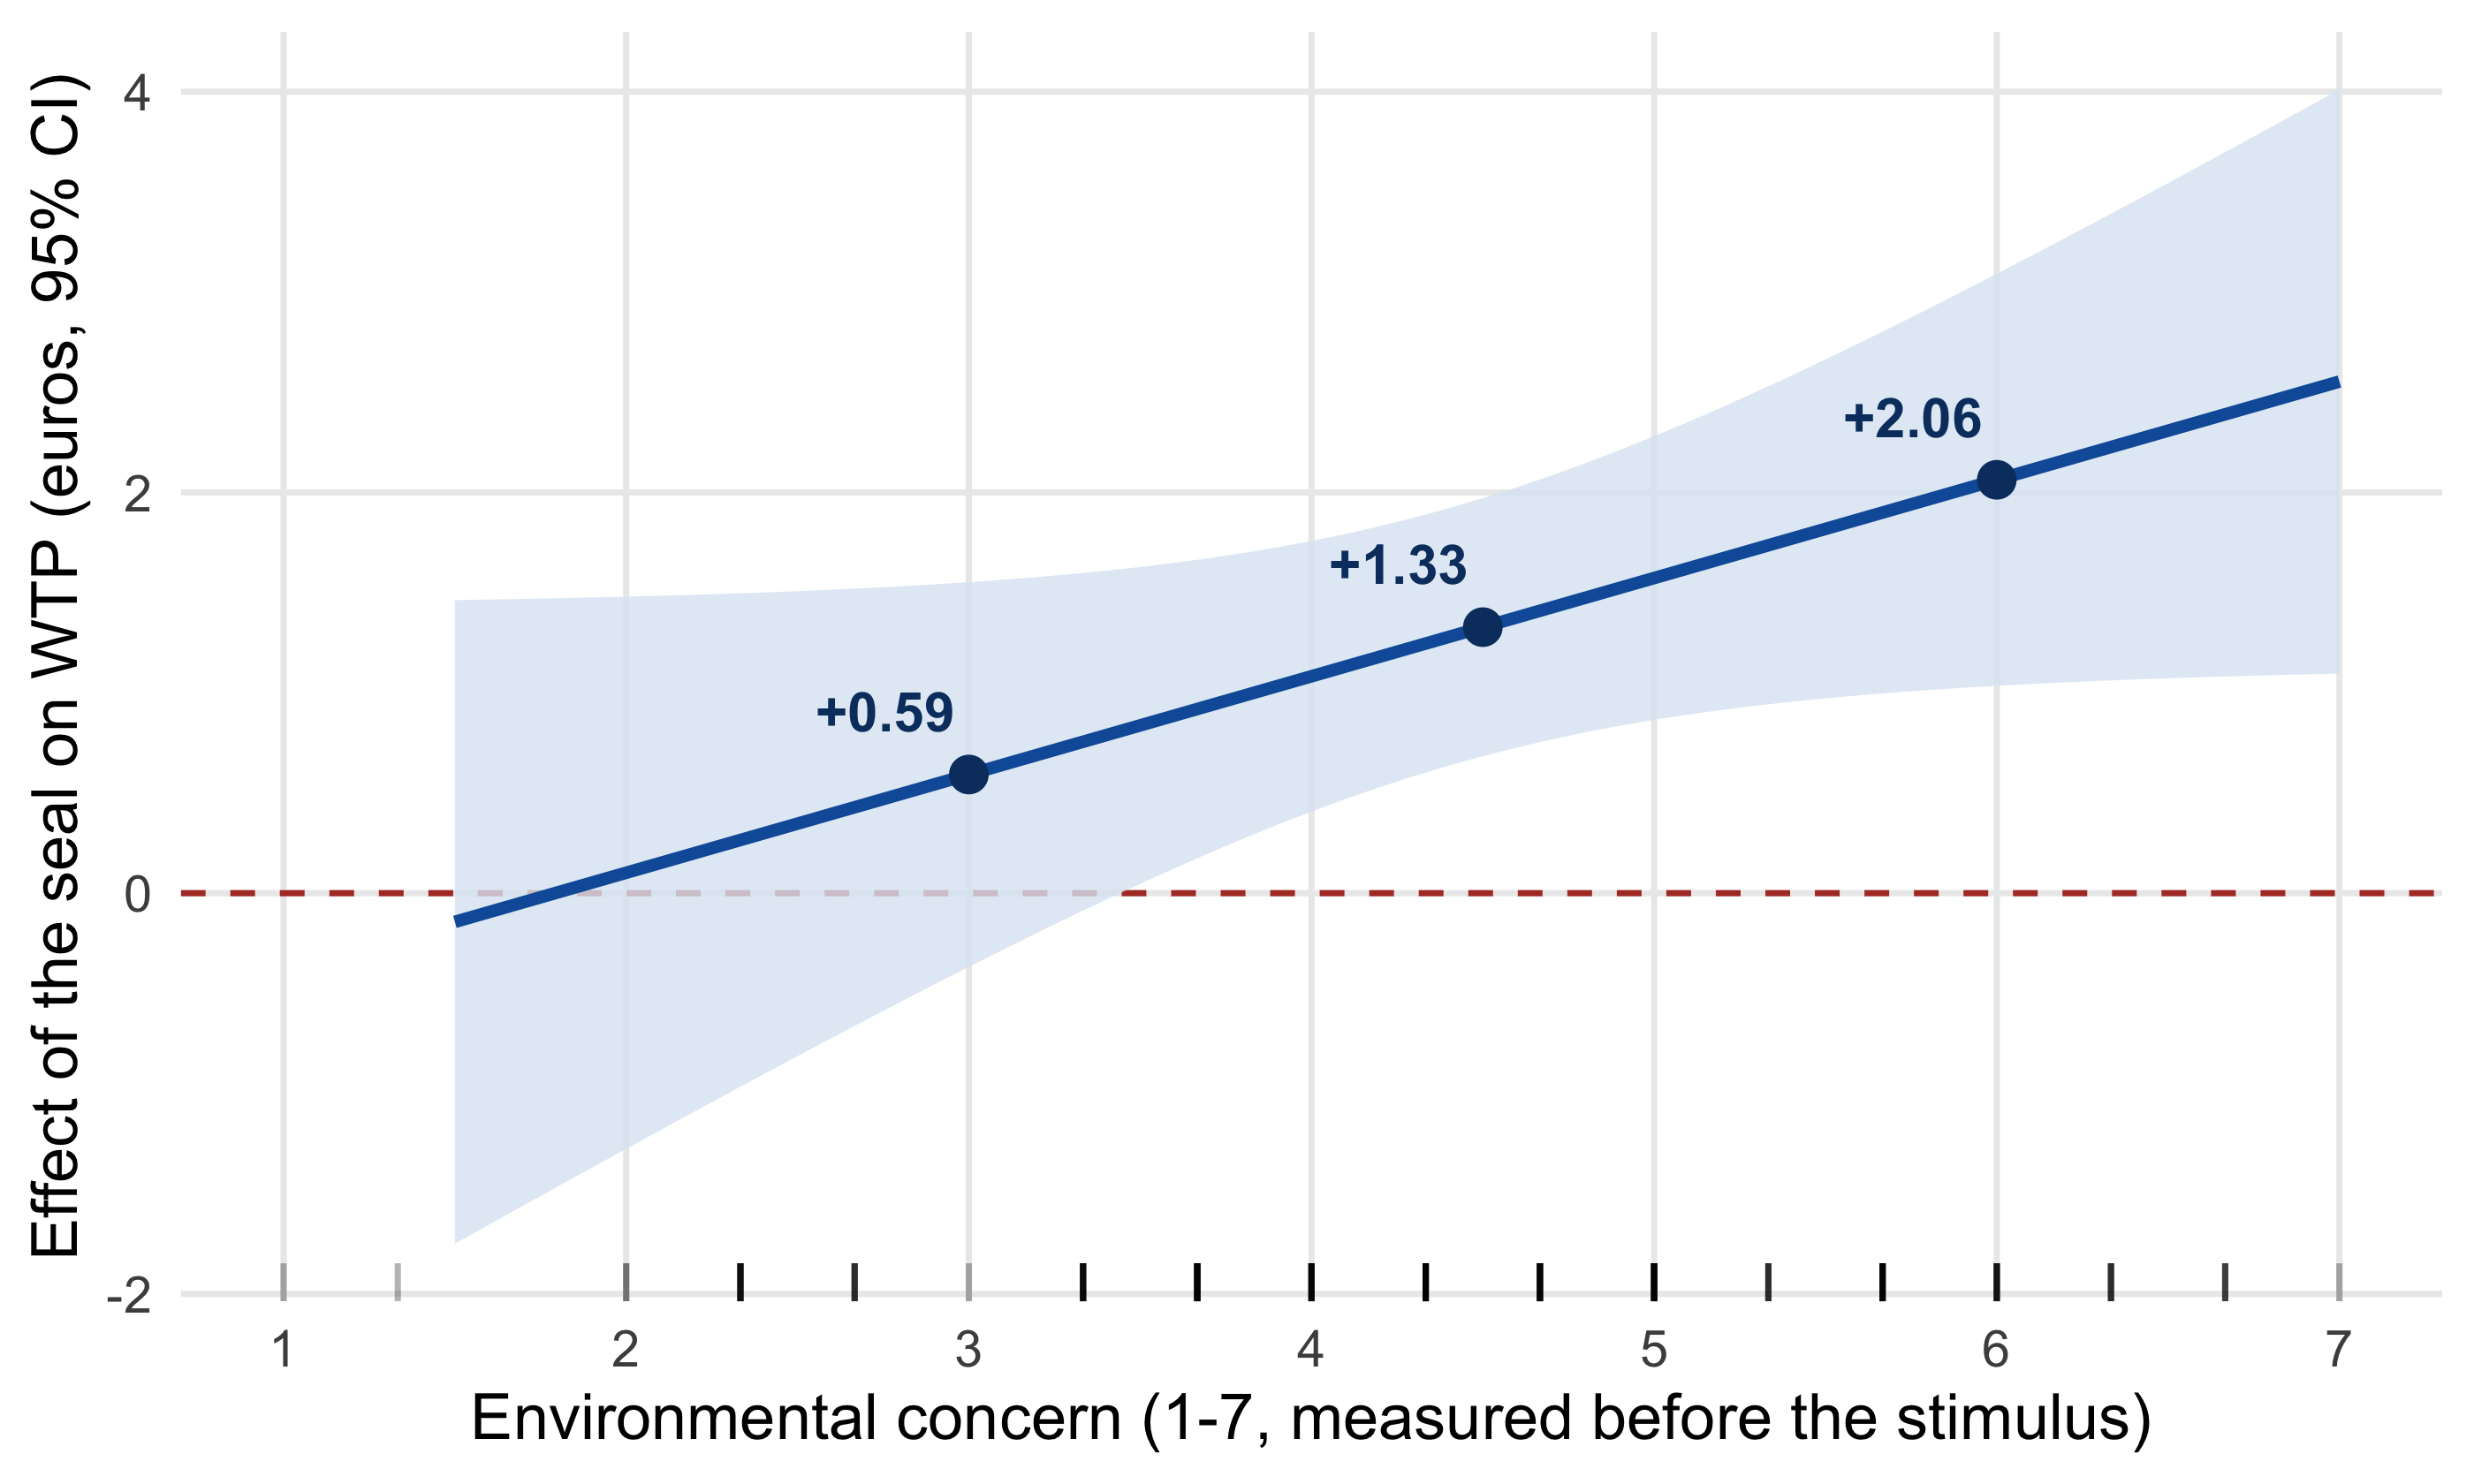 Effect of the seal on WTP (euros, 95% CI)
4
2
0
-2
+0.59
+1.33
+2.06
1 2 3 4 5 6 7
Environmental concern (1-7, measured before the stimulus)